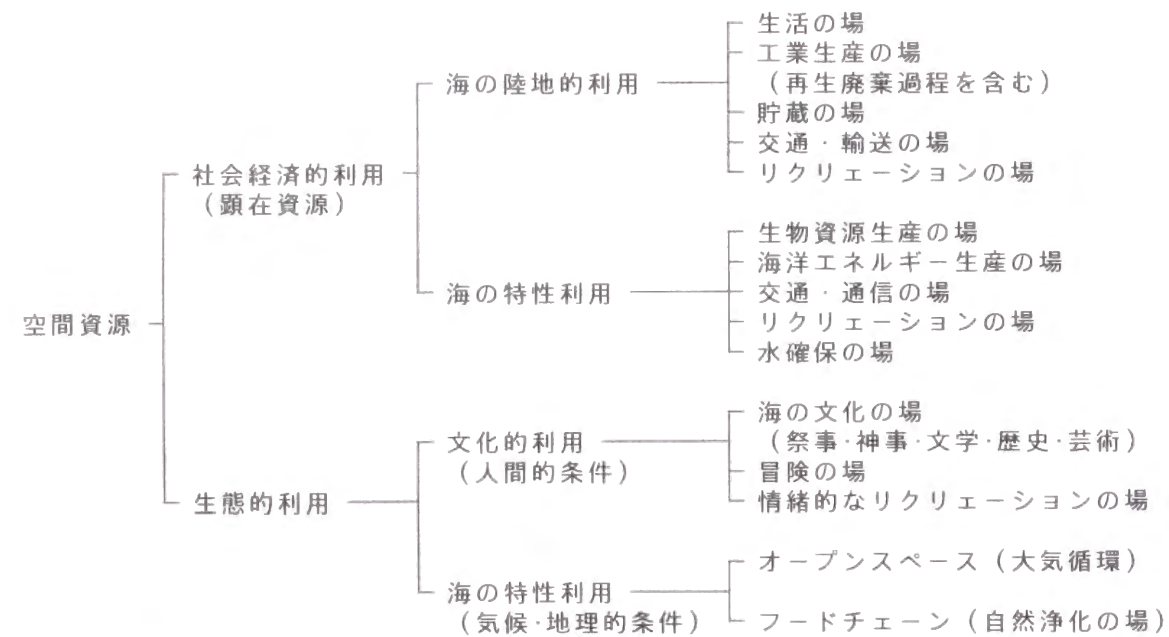 空間資源
社会経済的利用
（顕在資源）
海の陸地的利用
生活の場
工業生産の場
（再生廃棄過程を含む）
貯蔵の場
交通・輸送の場
リクリェーションの場
海の特性利用
生物資源生産の場
海洋エネルギー生産の場
交通・通信の場
リクリェーションの場
水確保の場
生態的利用
文化的利用
（人間的条件）
海の文化の場
（祭事・神事・文学・歴史・芸術）
冒険の場
情緒的なリクリェーションの場
海の特性利用
（気候・地理的条件）
オープンスペース（大気循環）
フードチェーン（自然浄化の場）